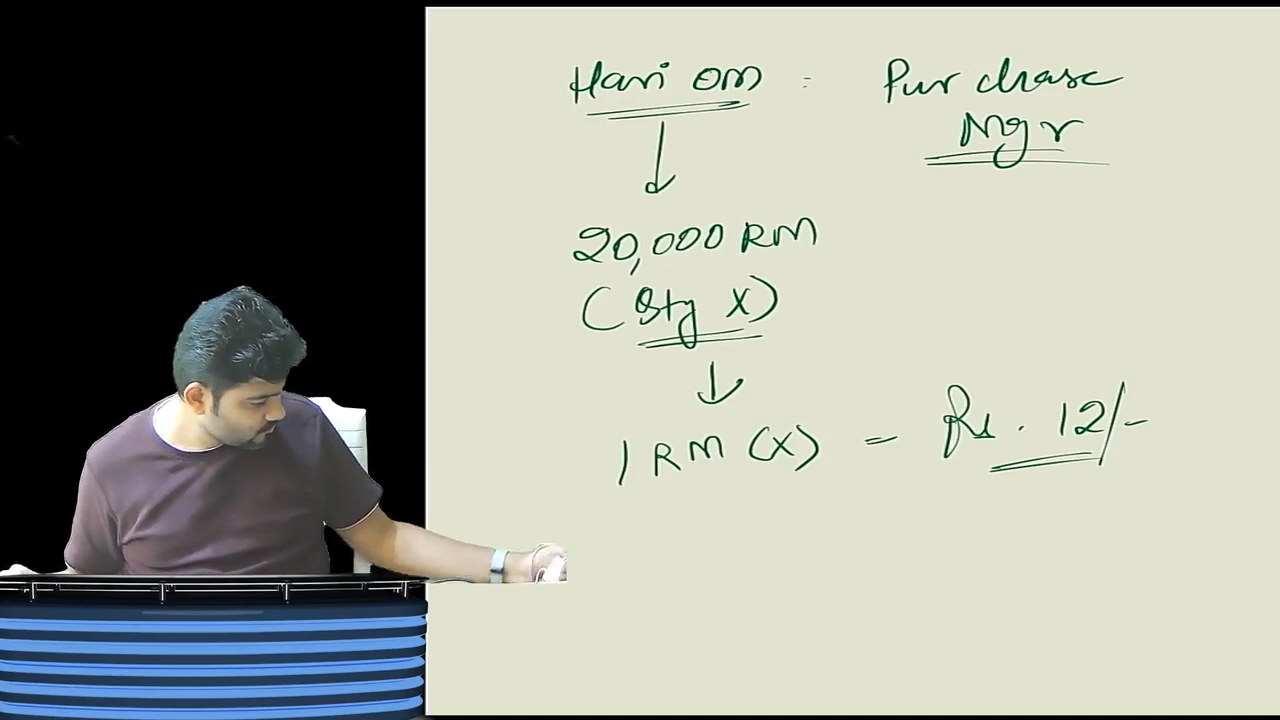 Hari OM : Purchase
Mgr
20,000 RM
(Qty X)
1 RM (X) = Rs. 12/-